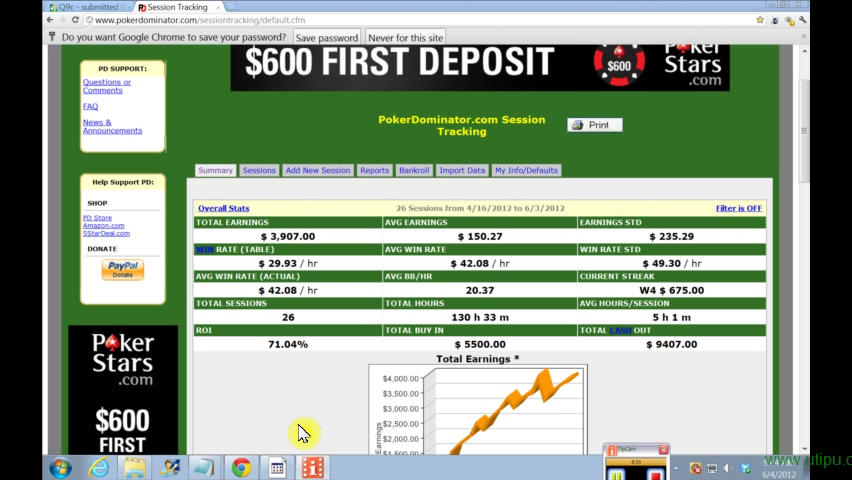 Q9c - submitted
Session Tracking
www.pokerdominator.com/sessiontracking/default.cfm
Do you want Google Chrome to save your password?
Save password
Never for this site
$600 FIRST DEPOSIT
$600
Poker
Stars
.com
PD SUPPORT:
Questions or
Comments
FAQ
News &
Announcements
PokerDominator.com Session
Tracking
Print
Help Support PD:
SHOP
PD Store
Amazon.com
5StarDeal.com
DONATE
PayPal
Donate
Summary Sessions Add New Session Reports Bankroll Import Data My Info/Defaults
Overall Stats 26 Sessions from 4/16/2012 to 6/3/2012 Filter is OFF
TOTAL EARNINGS AVG EARNINGS EARNINGS STD
$ 3,907.00 $ 150.27 $ 235.29
WIN RATE (TABLE) AVG WIN RATE WIN RATE STD
$ 29.93 / hr $ 42.08 / hr $ 49.30 / hr
AVG WIN RATE (ACTUAL) AVG BB/HR CURRENT STREAK
$ 42.08 / hr 20.37 W4 $ 675.00
TOTAL SESSIONS TOTAL HOURS AVG HOURS/SESSION
26 130 h 33 m 5 h 1 m
ROI TOTAL BUY IN TOTAL CASH OUT
71.04% $ 5500.00 $ 9407.00
Total Earnings *
$4,000.00
$3,500.00
$3,000.00
$2,500.00
$2,000.00
Earnings
Poker
Stars
.com
$600
FIRST
TipCam
6/4/2012